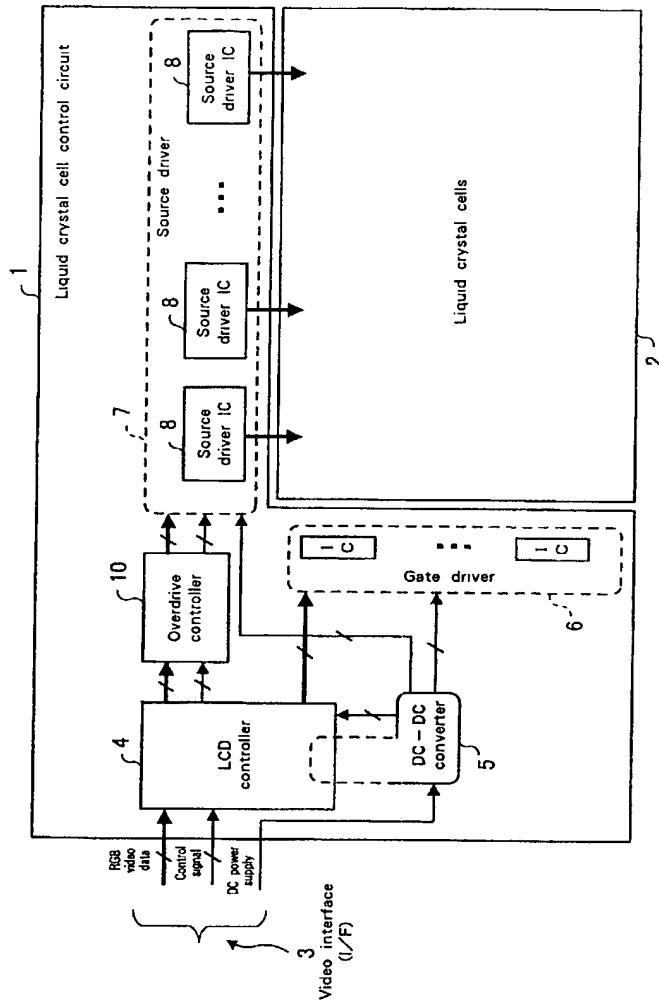 1
Liquid crystal cell control circuit
7
Source driver
8
Source
driver IC
8
Source
driver IC
8
Source
driver IC
10
Overdrive
controller
4
LCD
controller
RGB
video
data
Control
signal
DC power
supply
3
Video interface
(I/F)
DC-DC
converter
5
Gate driver
I C
I C
6
Liquid crystal cells
2